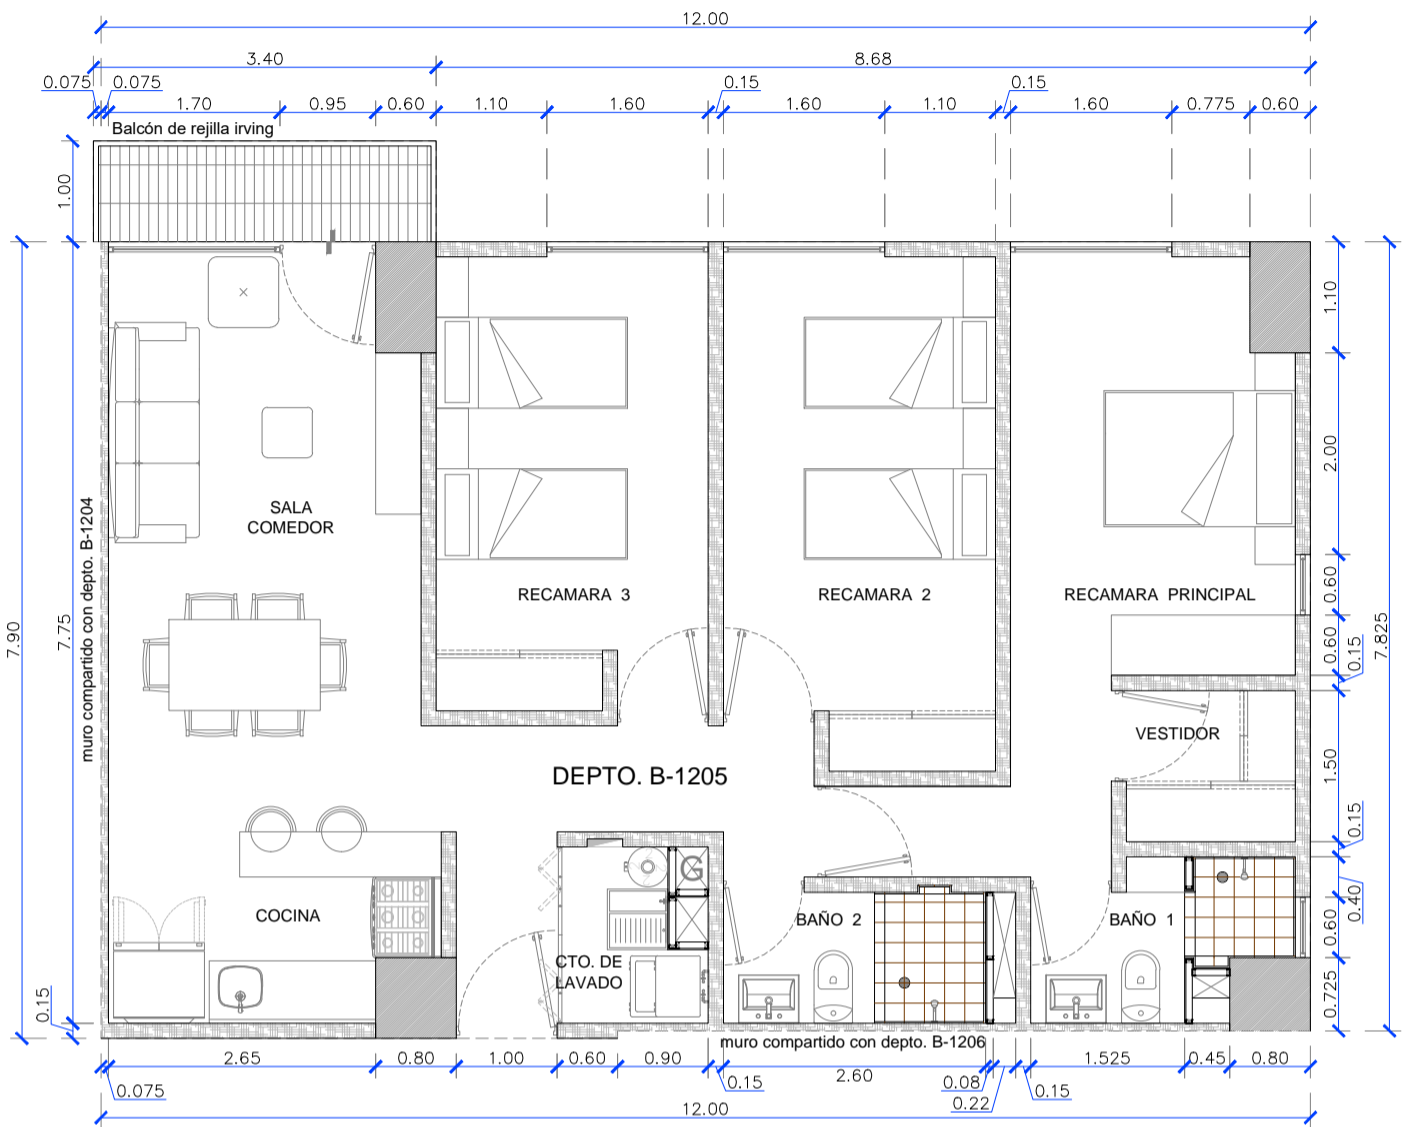 12.00
3.40
8.68
0.075
0.075
0.15
0.15
1.70
0.95
0.60
1.10
1.60
1.60
1.10
1.60
0.775
0.60
Balcón de rejilla irving
1.00
7.90
7.75
muro compartido con depto. B-1204
0.15
SALA
COMEDOR
RECAMARA 3
RECAMARA 2
RECAMARA PRINCIPAL
VESTIDOR
DEPTO. B-1205
COCINA
G
CTO. DE
LAVADO
BAÑO 2
BAÑO 1
1.10
2.00
0.60
0.60
0.15
1.50
0.15
0.40
0.60
0.725
7.825
muro compartido con depto. B-1206
2.65
0.80
1.00
0.60
0.90
2.60
1.525
0.45
0.80
0.075
0.15
0.08
0.22
0.15
12.00